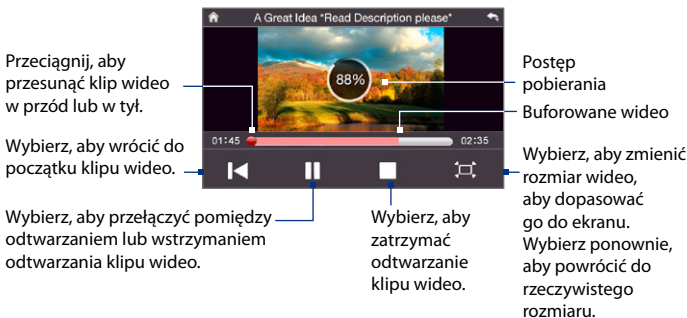 A Great Idea *Read Description please*
88%
01:45
02:35
Przeciągnij, aby
przesunąć klip wideo
w przód lub w tył.
Wybierz, aby wrócić do
początku klipu wideo.
Wybierz, aby przełączyć pomiędzy
odtwarzaniem lub wstrzymaniem
odtwarzania klipu wideo.
Wybierz, aby
zatrzymać
odtwarzanie
klipu wideo.
Postęp
pobierania
Buforowane wideo
Wybierz, aby zmienić
rozmiar wideo,
aby dopasować
go do ekranu.
Wybierz ponownie,
aby powrócić do
rzeczywistego
rozmiaru.